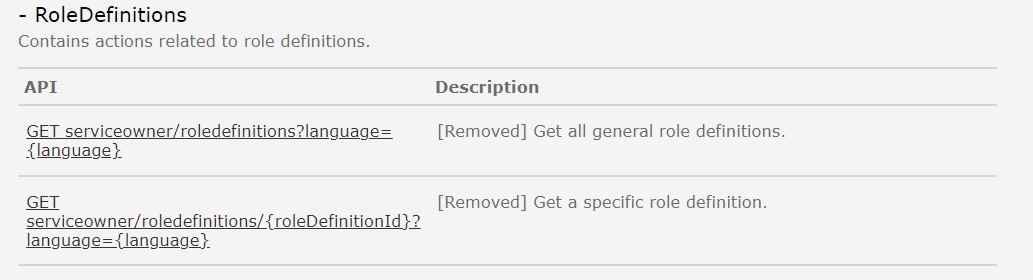 - RoleDefinitions
Contains actions related to role definitions.
API Description
GET serviceowner/roledefinitions?language= [Removed] Get all general role definitions.
{language}
GET [Removed] Get a specific role definition.
serviceowner/roledefinitions/{roleDefinitionId}?
language={language}